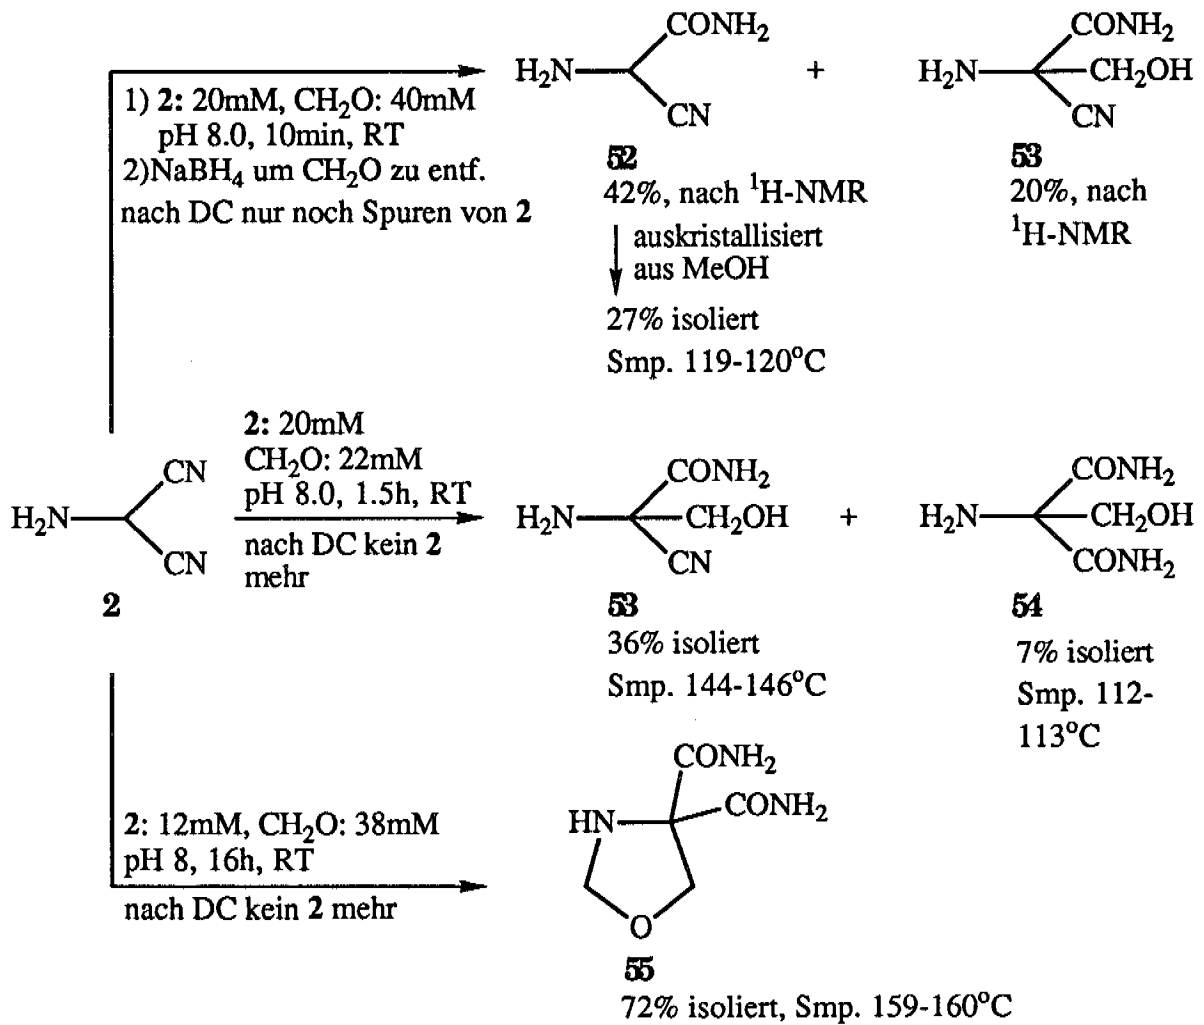 CONH₂
H₂N
CN
52
42%, nach ¹H-NMR
auskristallisiert
aus MeOH
27% isoliert
Smp. 119-120°C
+
CONH₂
H₂N
CH₂OH
CN
53
20%, nach
¹H-NMR
1) 2: 20mM, CH₂O: 40mM
pH 8.0, 10min, RT
2)NaBH₄ um CH₂O zu entf.
nach DC nur noch Spuren von 2
CN
H₂N
CN
2
2: 20mM
CH₂O: 22mM
pH 8.0, 1.5h, RT
nach DC kein 2
mehr
CONH₂
H₂N
CH₂OH
CN
53
36% isoliert
Smp. 144-146°C
+
CONH₂
H₂N
CH₂OH
CONH₂
54
7% isoliert
Smp. 112-
113°C
2: 12mM, CH₂O: 38mM
pH 8, 16h, RT
nach DC kein 2 mehr
CONH₂
CONH₂
HN
O
55
72% isoliert, Smp. 159-160°C